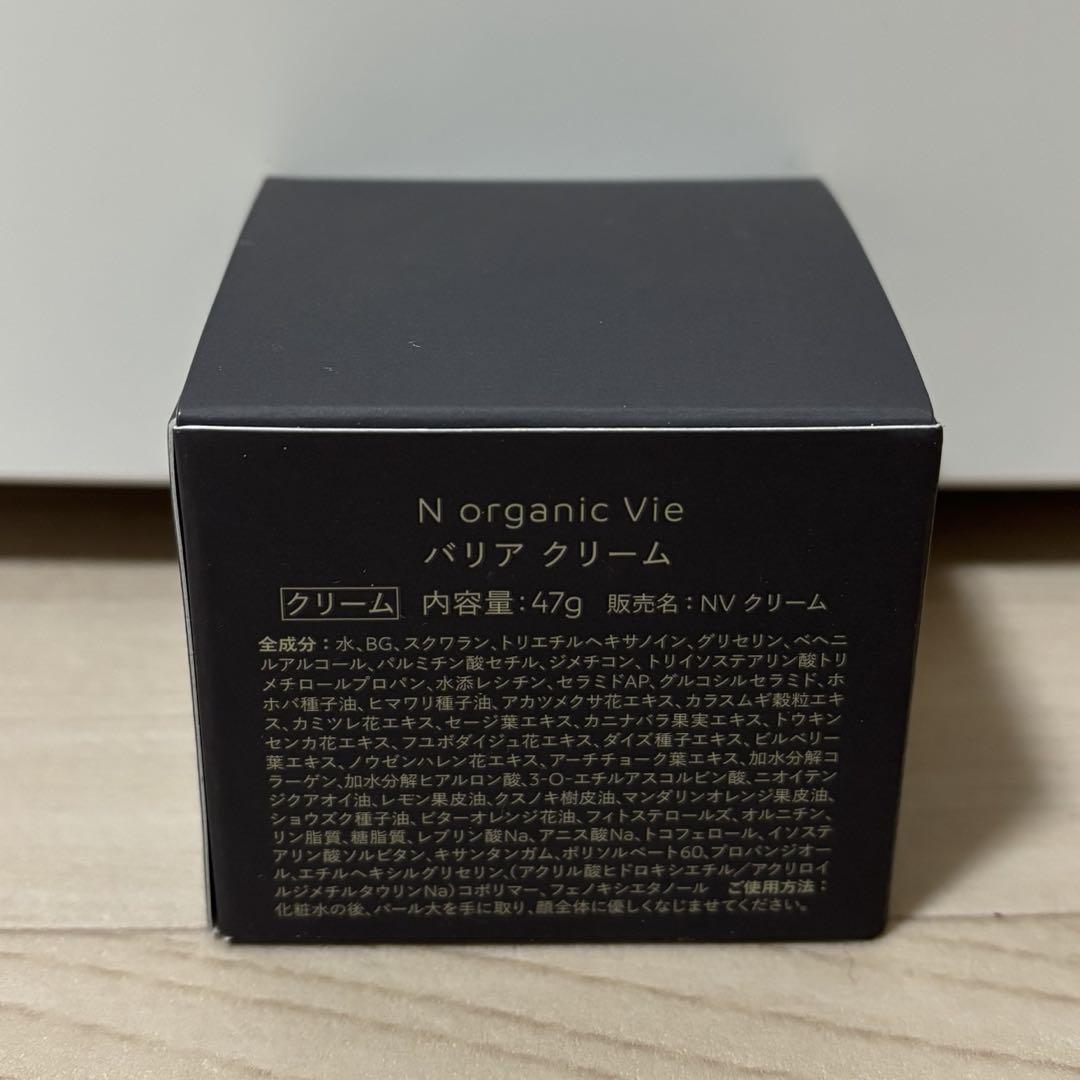 N organic Vie
バリア クリーム
クリーム 内容量：47g 販売名：NV クリーム
全成分：水、BG、スクワラン、トリエチルヘキサノイン、グリセリン、ベヘニ
ルアルコール、パルミチン酸セチル、ジメチコン、トリイソステアリン酸トリ
メチロールプロパン、水添レシチン、セラミドAP、グルコシルセラミド、ホ
ホバ種子油、ヒマワリ種子油、アカツメクサ花エキス、カラスムギ穀粒エキ
ス、カミツレ花エキス、セージ葉エキス、カニナバラ果実エキス、トウキン
センカ花エキス、フユボダイジュ花エキス、ダイズ種子エキス、ビルベリー
葉エキス、ノウゼンハレン花エキス、アーチチョーク葉エキス、加水分解コ
ラーゲン、加水分解ヒアルロン酸、3-O-エチルアスコルビン酸、ニオイテン
ジクアオイ油、レモン果皮油、クスノキ樹皮油、マンダリンオレンジ果皮油、
ショウズク種子油、ビターオレンジ花油、フィトステロールズ、オルニチン、
リン脂質、糖脂質、レブリン酸Na、アニス酸Na、トコフェロール、イソステ
アリン酸ソルビタン、キサンタンガム、ポリソルベート60、プロパンジオー
ル、エチルヘキシルグリセリン、（アクリル酸ヒドロキシエチル／アクリロイ
ルジメチルタウリンNa）コポリマー、フェノキシエタノール ご使用方法：
化粧水の後、パール大を手に取り、顔全体に優しくなじませてください。